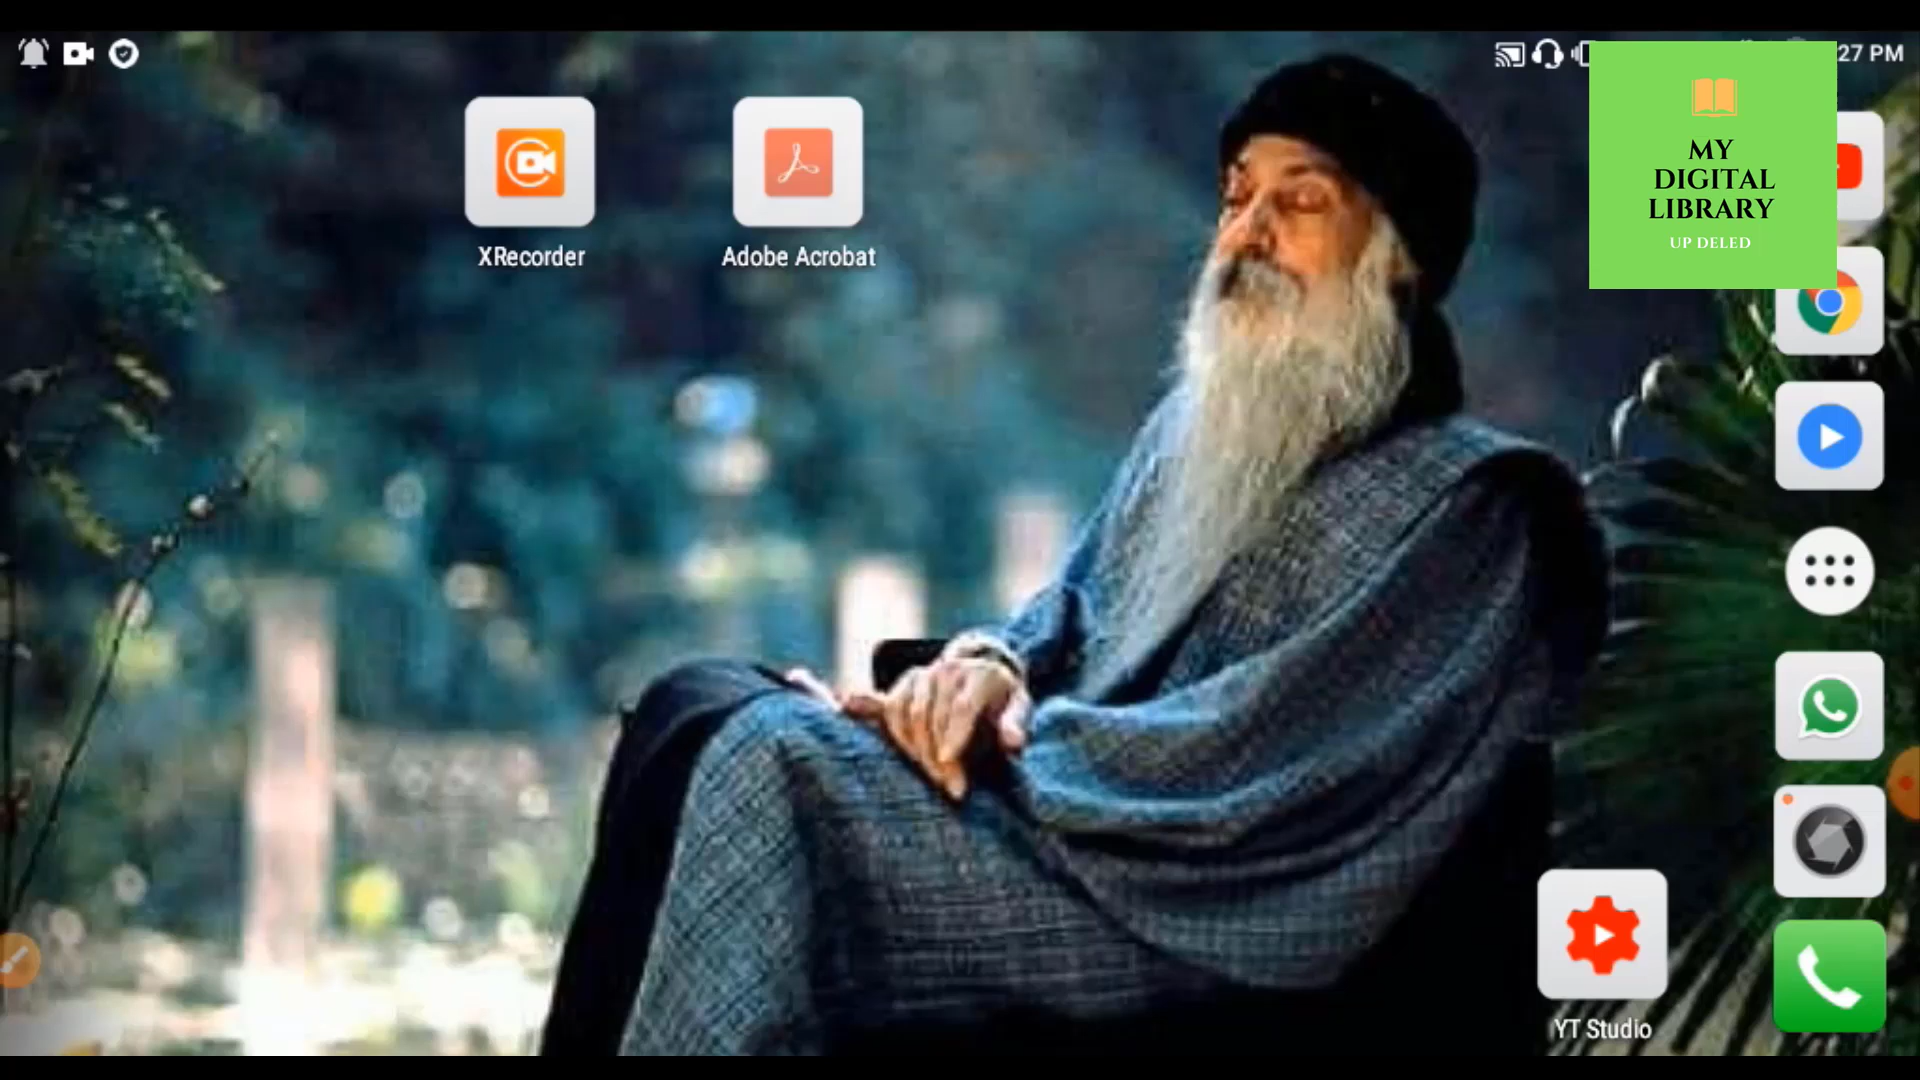 27 PM
MY
DIGITAL
LIBRARY
UP DELED
XRecorder
Adobe Acrobat
YT Studio